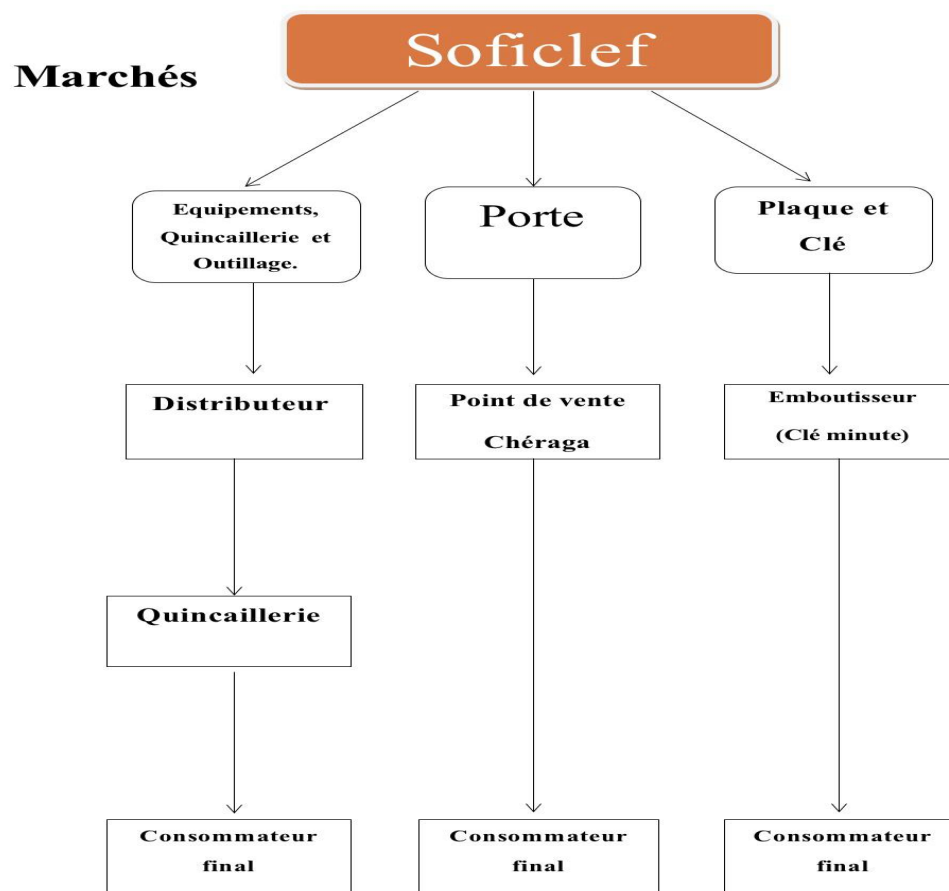 Soficlef
Marchés
Equipements,
Quincaillerie et
Outillage.
Porte
Plaque et
Clé
Distributeur
Point de vente
Chéraga
Emboutisseur
(Clé minute)
Quincaillerie
Consommateur
final
Consommateur
final
Consommateur
final